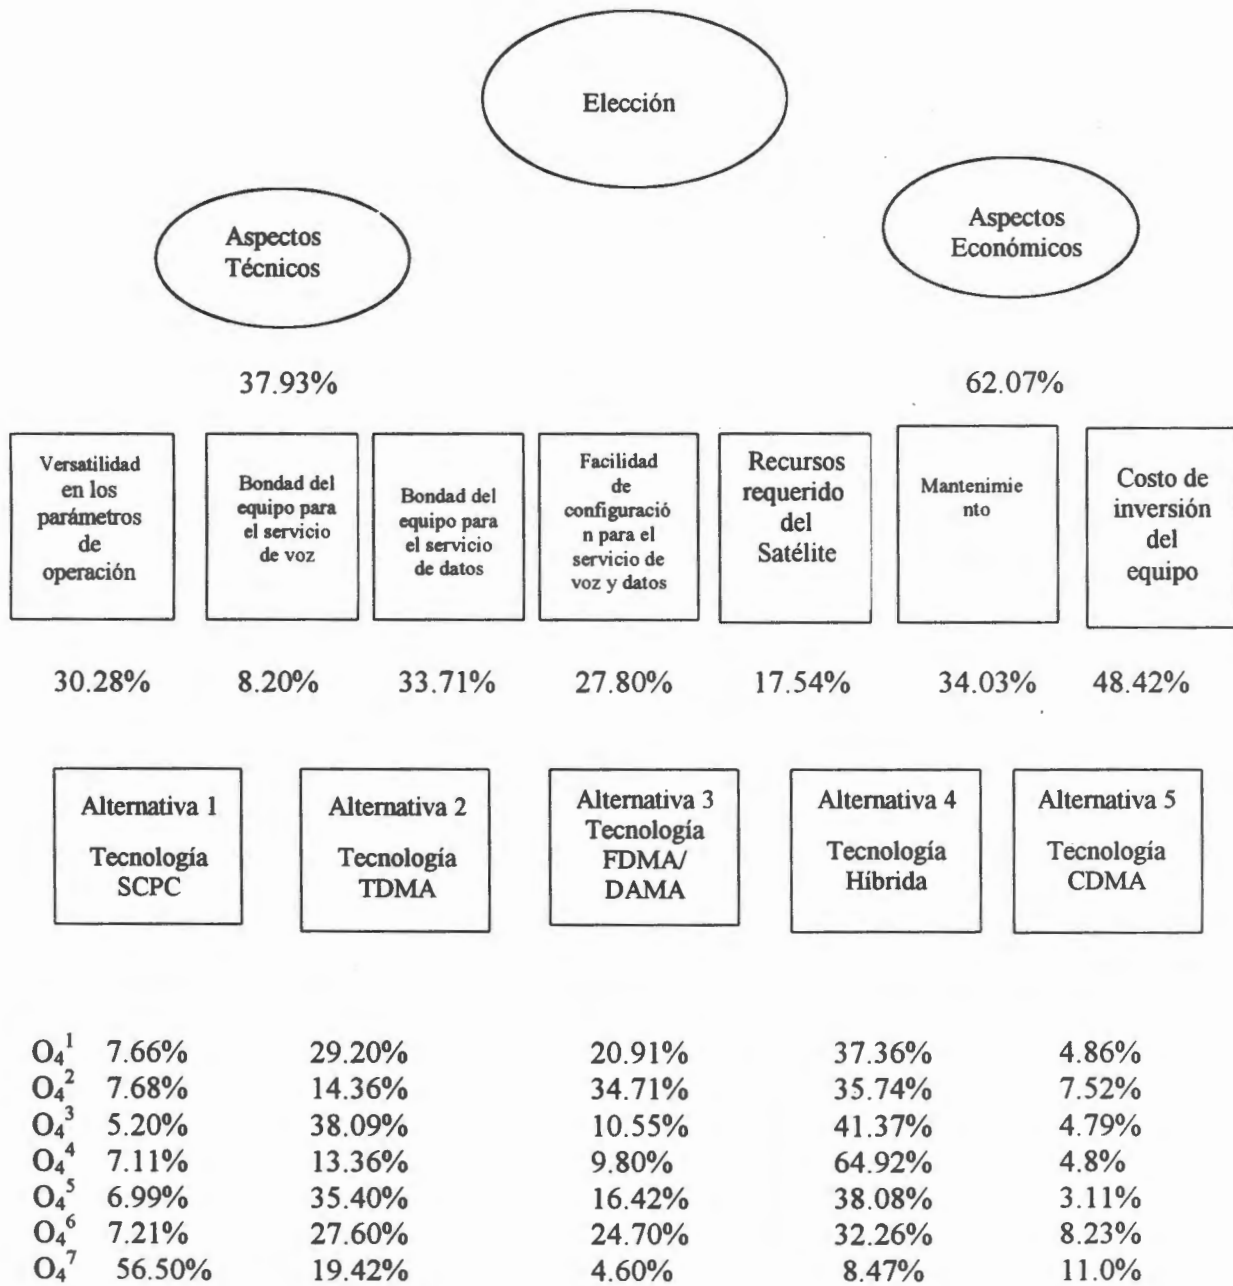 Elección
Aspectos
Técnicos
Aspectos
Económicos
37.93%
62.07%
Versatilidad
en los
parámetros
de
operación
Bondad del
equipo para
el servicio
de voz
Bondad del
equipo para
el servicio
de datos
Facilidad
de
configuració
n para el
servicio de
voz y datos
Recursos
requerido
del
Satélite
Mantenimie
nto
Costo de
inversión
del
equipo
30.28% 8.20% 33.71% 27.80% 17.54% 34.03% 48.42%
Alternativa 1
Tecnología
SCPC
Alternativa 2
Tecnología
TDMA
Alternativa 3
Tecnología
FDMA/
DAMA
Alternativa 4
Tecnología
Híbrida
Alternativa 5
Tecnología
CDMA
O₄¹ 7.66% 29.20% 20.91% 37.36% 4.86%
O₄² 7.68% 14.36% 34.71% 35.74% 7.52%
O₄³ 5.20% 38.09% 10.55% 41.37% 4.79%
O₄⁴ 7.11% 13.36% 9.80% 64.92% 4.8%
O₄⁵ 6.99% 35.40% 16.42% 38.08% 3.11%
O₄⁶ 7.21% 27.60% 24.70% 32.26% 8.23%
O₄⁷ 56.50% 19.42% 4.60% 8.47% 11.0%